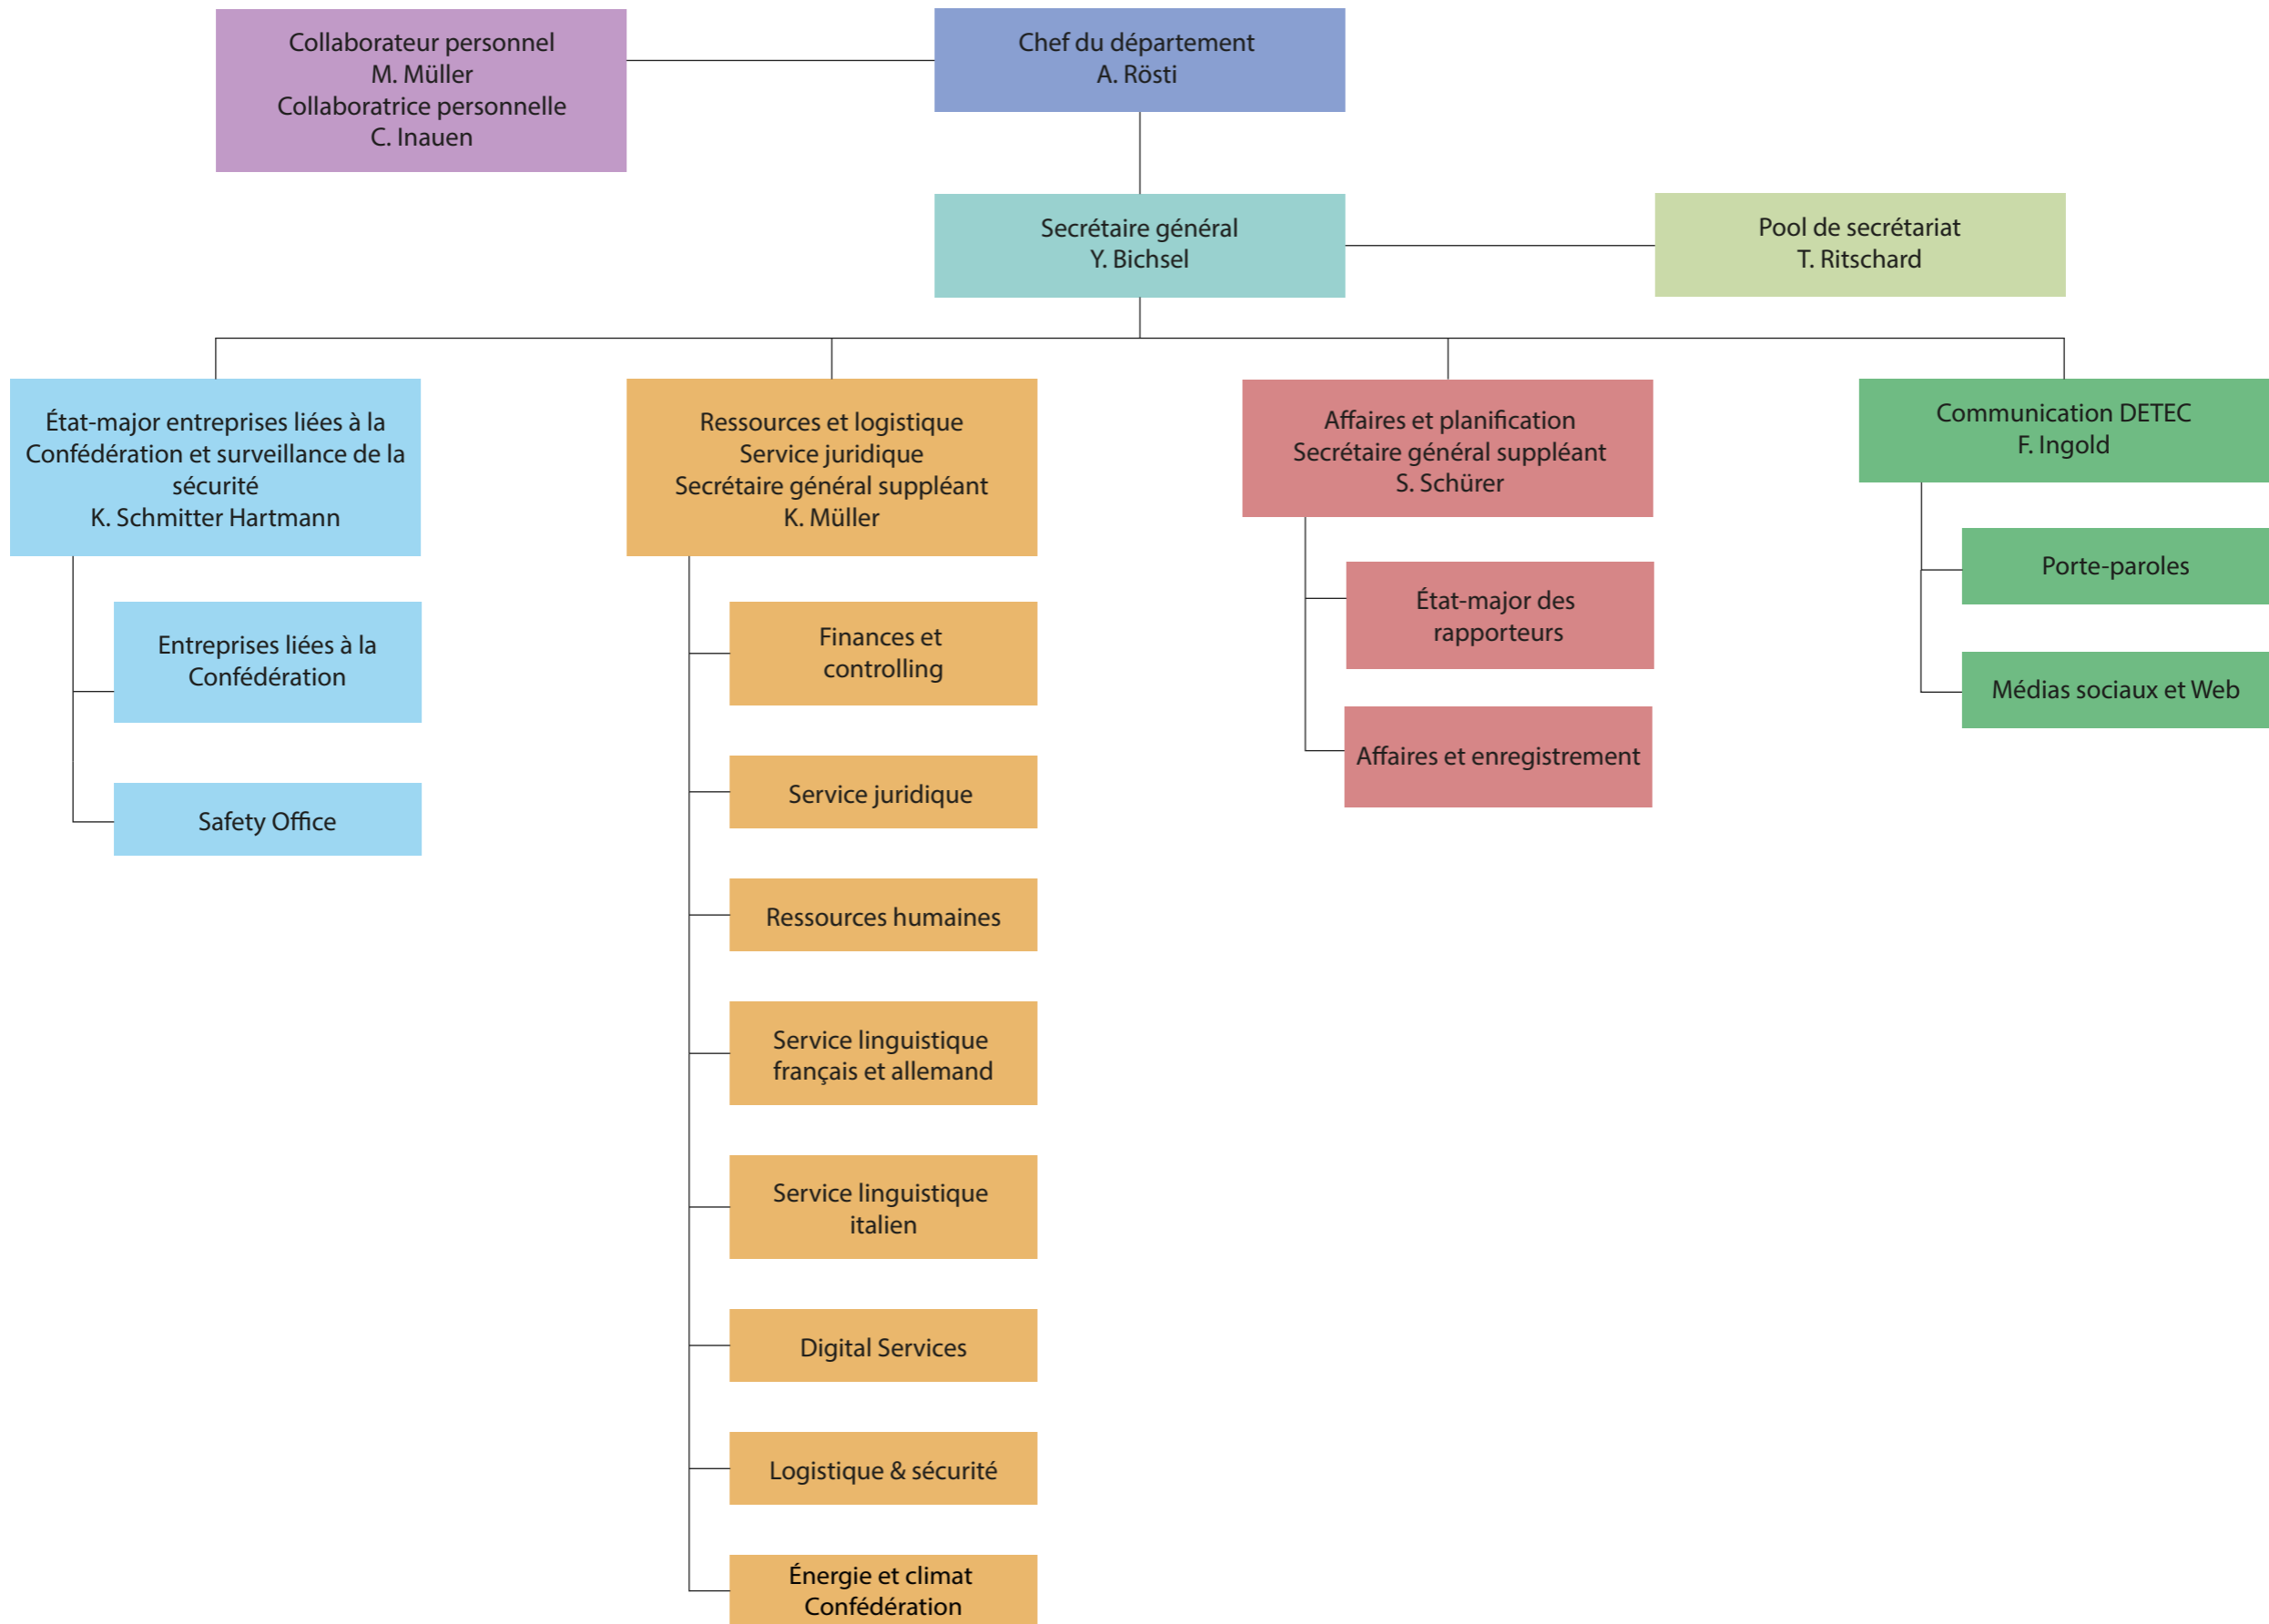 Collaborateur personnel
M. Müller
Collaboratrice personnelle
C. Inauen
Chef du département
A. Rösti
Secrétaire général
Y. Bichsel
Pool de secrétariat
T. Ritschard
État-major entreprises liées à la
Confédération et surveillance de la
sécurité
K. Schmitter Hartmann
Entreprises liées à la
Confédération
Safety Office
Ressources et logistique
Service juridique
Secrétaire général suppléant
K. Müller
Finances et
controlling
Service juridique
Ressources humaines
Service linguistique
français et allemand
Service linguistique
italien
Digital Services
Logistique & sécurité
Énergie et climat
Confédération
Affaires et planification
Secrétaire général suppléant
S. Schürer
État-major des
rapporteurs
Affaires et enregistrement
Communication DETEC
F. Ingold
Porte-paroles
Médias sociaux et Web